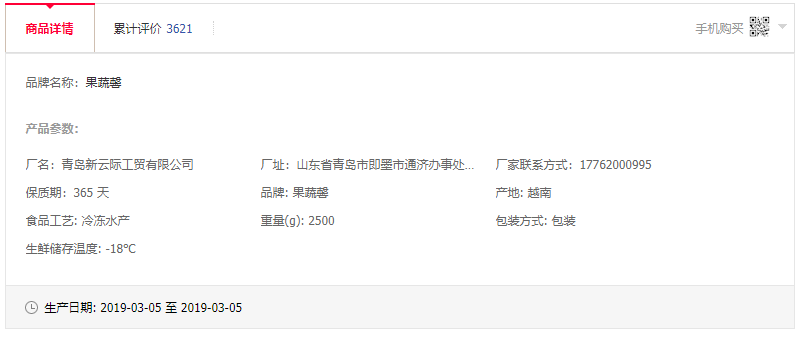 商品详情 累计评价 3621 手机购买
品牌名称：果蔬馨
产品参数：
厂名：青岛新云际工贸有限公司 厂址：山东省青岛市即墨市通济办事处... 厂家联系方式：17762000995
保质期：365 天 品牌: 果蔬馨 产地: 越南
食品工艺: 冷冻水产 重量(g): 2500 包装方式: 包装
生鲜储存温度: -18℃
生产日期: 2019-03-05 至 2019-03-05